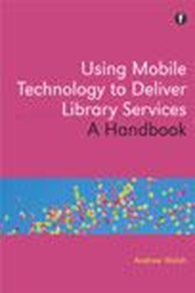 Using Mobile
Technology to Deliver
Library Services
A Handbook
Andrew Walsh